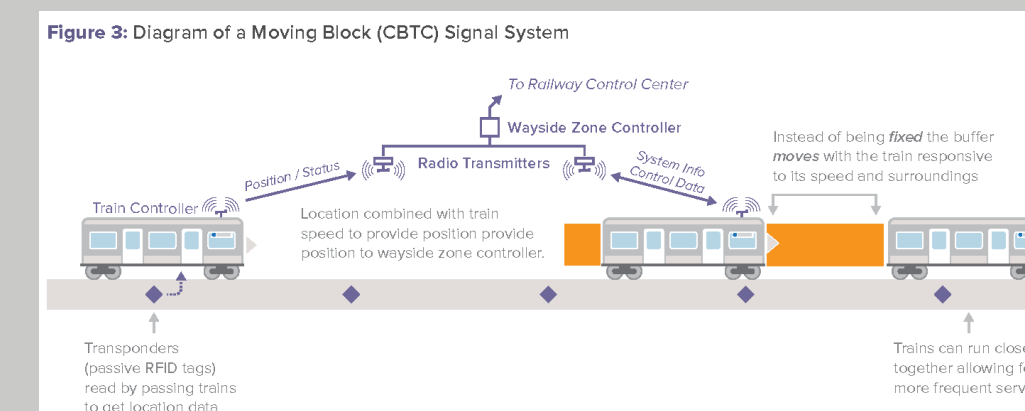 Figure 3: Diagram of a Moving Block (CBTC) Signal System
To Railway Control Center
Wayside Zone Controller
Radio Transmitters
Position / Status
System Info
Control Data
Instead of being fixed the buffer
moves with the train responsive
to its speed and surroundings
Train Controller
Location combined with train
speed to provide position provide
position to wayside zone controller.
Transponders
(passive RFID tags)
read by passing trains
to get location data
Trains can run
together allowing
more frequent